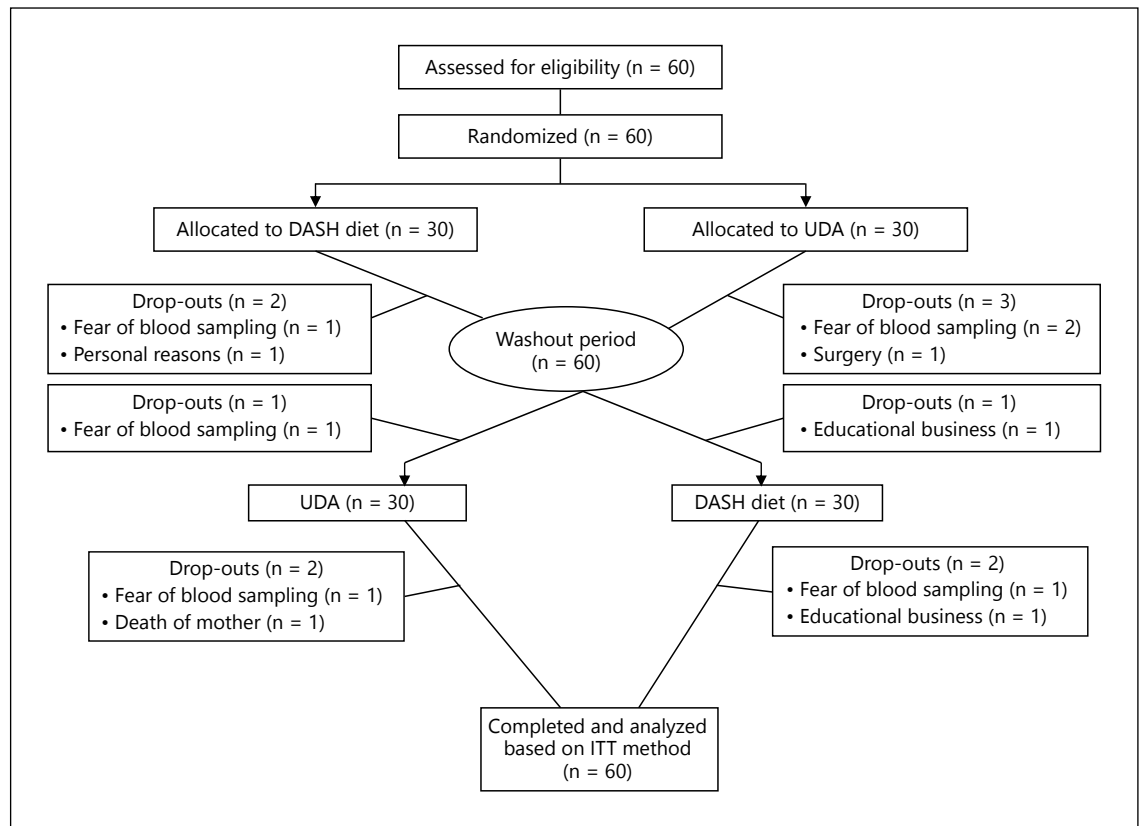 Assessed for eligibility (n = 60)
Randomized (n = 60)
Allocated to DASH diet (n = 30)
Allocated to UDA (n = 30)
Drop-outs (n = 2)
• Fear of blood sampling (n = 1)
• Personal reasons (n = 1)
Washout period
(n = 60)
Drop-outs (n = 3)
• Fear of blood sampling (n = 2)
• Surgery (n = 1)
Drop-outs (n = 1)
• Fear of blood sampling (n = 1)
Drop-outs (n = 1)
• Educational business (n = 1)
UDA (n = 30)
DASH diet (n = 30)
Drop-outs (n = 2)
• Fear of blood sampling (n = 1)
• Death of mother (n = 1)
Drop-outs (n = 2)
• Fear of blood sampling (n = 1)
• Educational business (n = 1)
Completed and analyzed
based on ITT method
(n = 60)